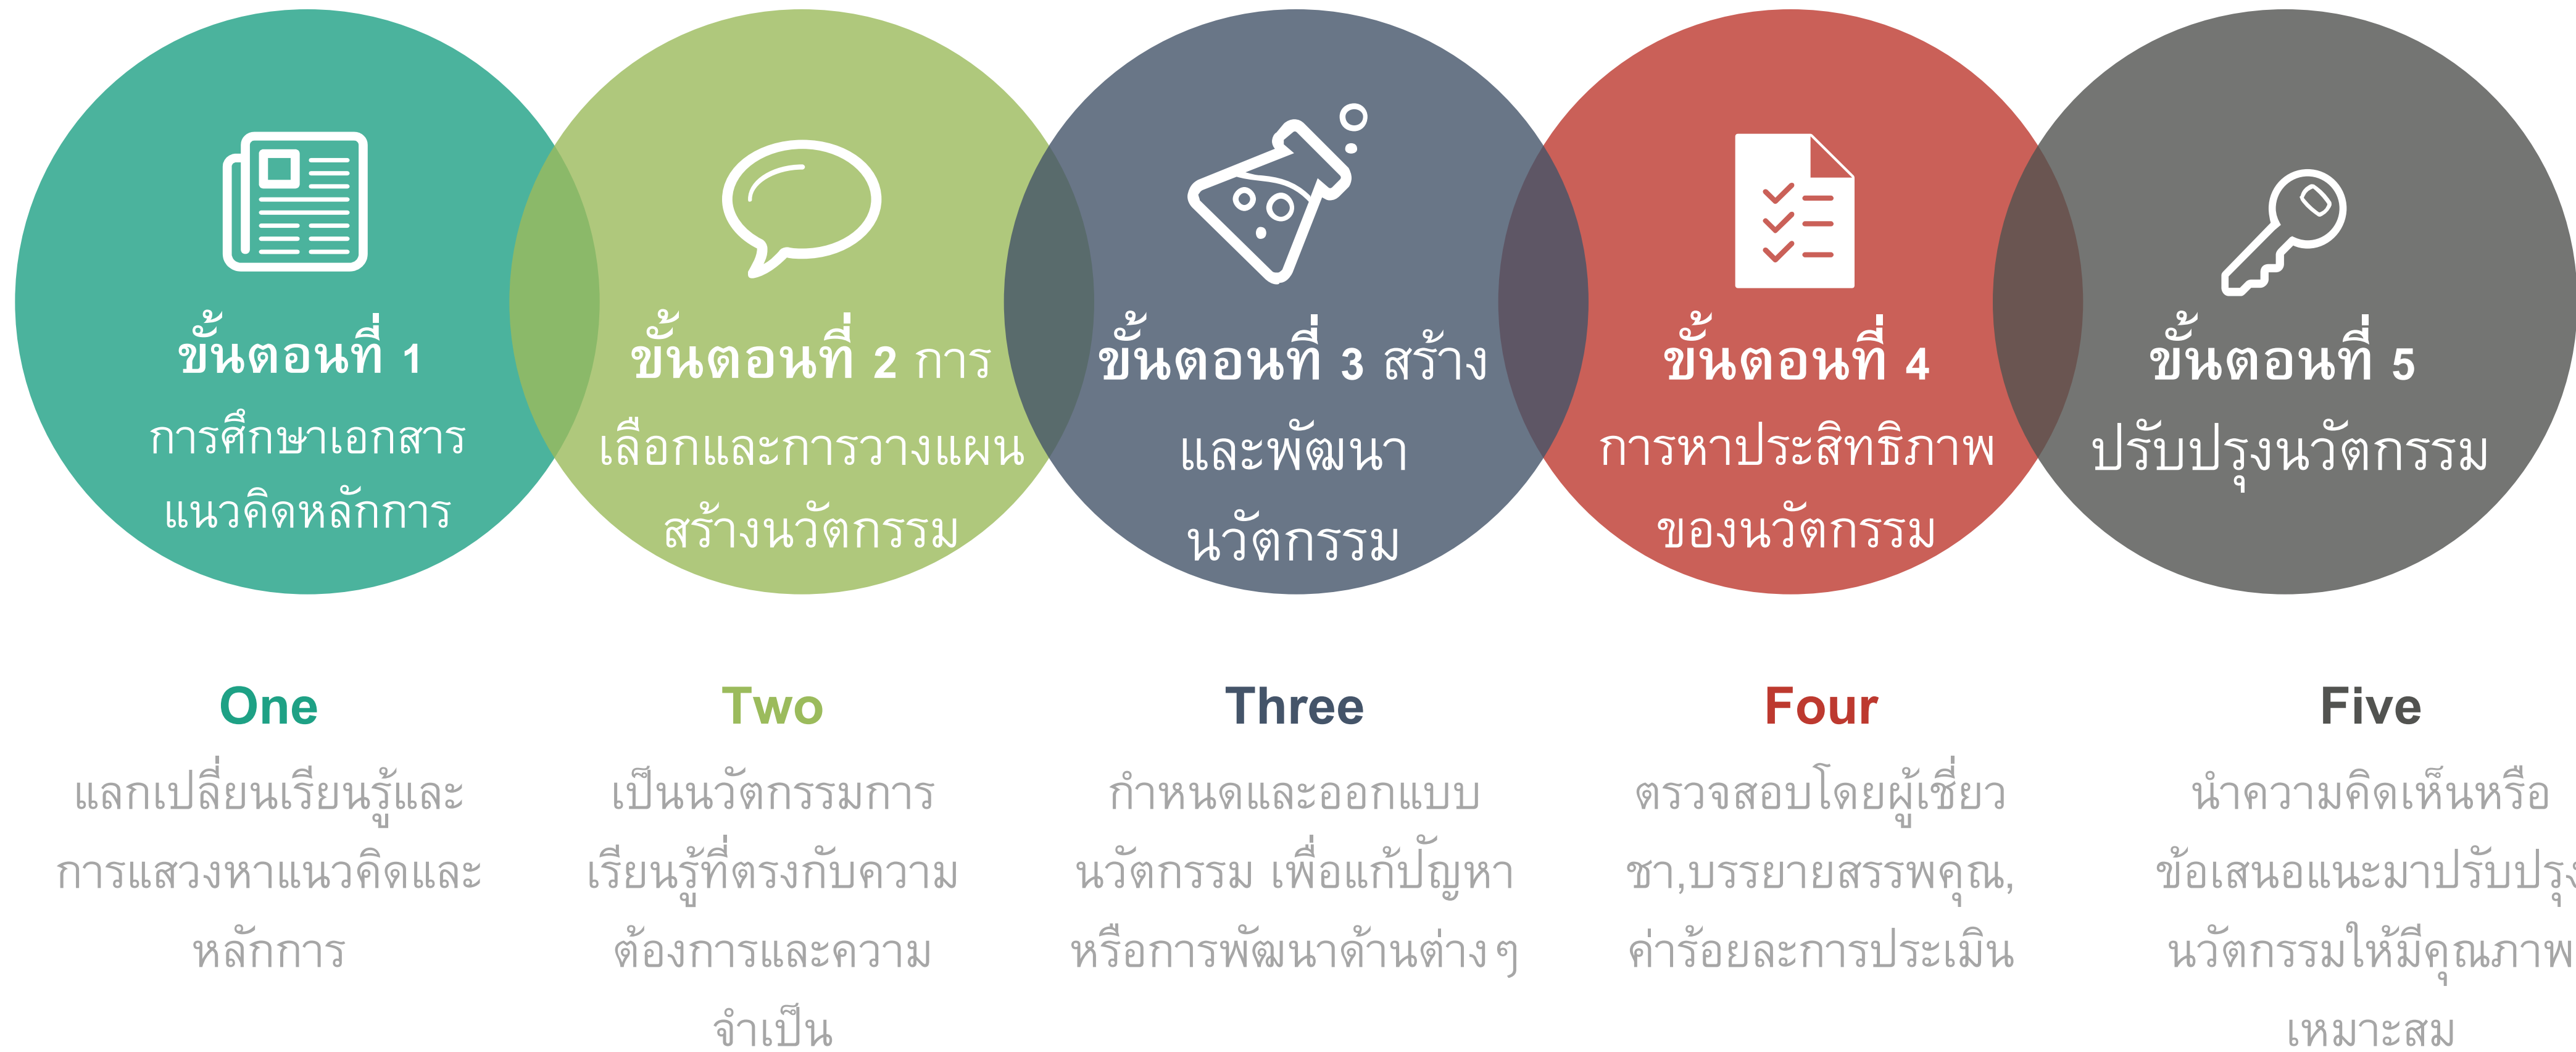 ขั้นตอนที่ 1
การศึกษาเอกสาร
แนวคิดหลักการ
ขั้นตอนที่ 2 การ
เลือกและการวางแผน
สร้างนวัตกรรม
ขั้นตอนที่ 3 สร้าง
และพัฒนา
นวัตกรรม
ขั้นตอนที่ 4
การหาประสิทธิภาพ
ของนวัตกรรม
ขั้นตอนที่ 5
ปรับปรุงนวัตกรรม
One
แลกเปลี่ยนเรียนรู้และ
การแสวงหาแนวคิดและ
หลักการ
Two
เป็นนวัตกรรมการ
เรียนรู้ที่ตรงกับความ
ต้องการและความ
จำเป็น
Three
กำหนดและออกแบบ
นวัตกรรม เพื่อแก้ปัญหา
หรือการพัฒนาด้านต่างๆ
Four
ตรวจสอบโดยผู้เชี่ยว
ชา,บรรยายสรรพคุณ,
ค่าร้อยละการประเมิน
Five
นำความคิดเห็นหรือ
ข้อเสนอแนะมาปรับปรุง
นวัตกรรมให้มีคุณภาพ
เหมาะสม